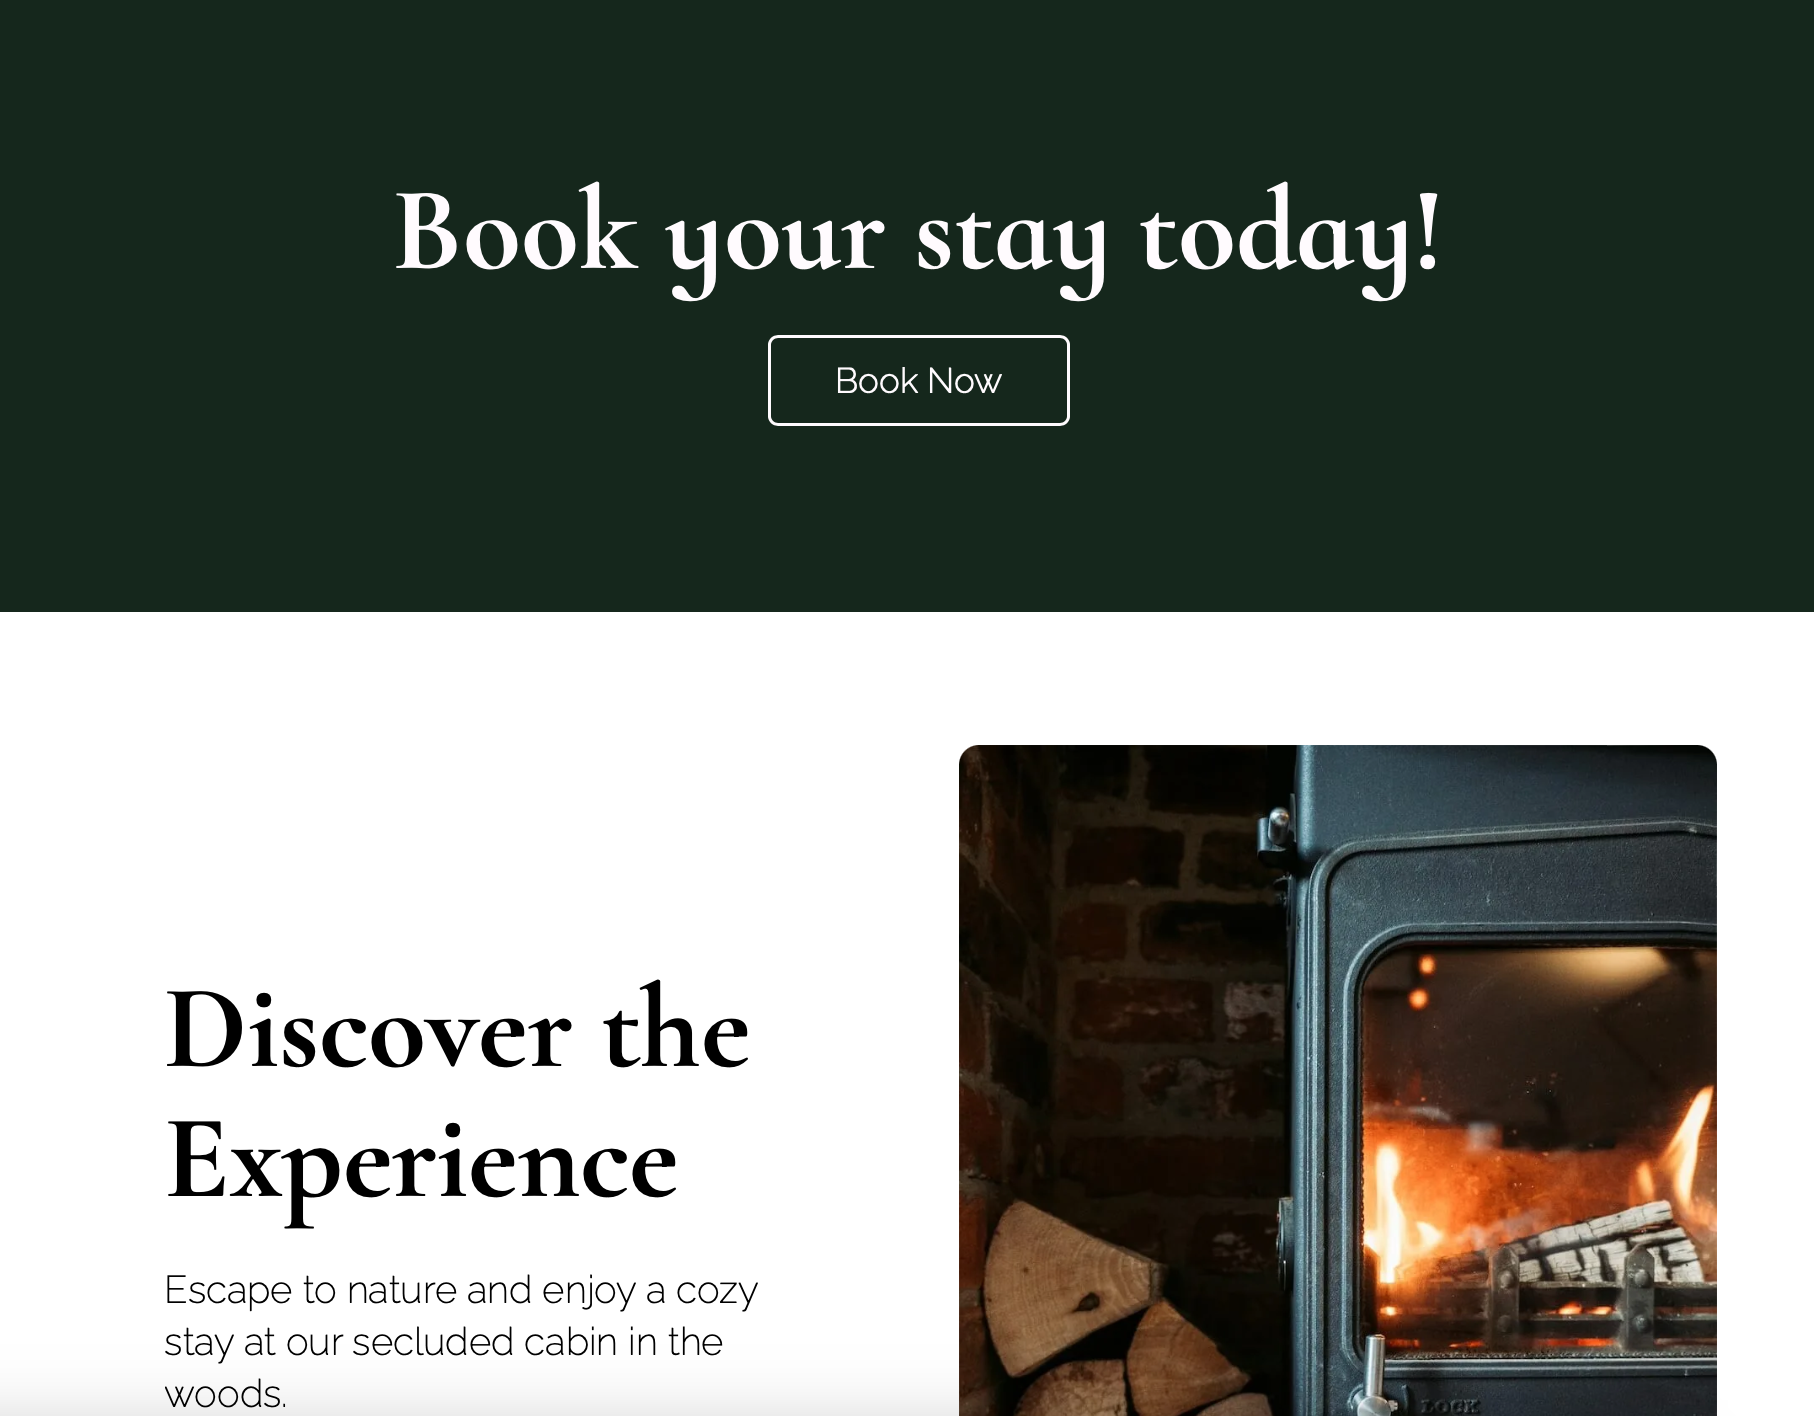 Book your stay today!
Book Now
Discover the
Experience
Escape to nature and enjoy a cozy
stay at our secluded cabin in the
woods.
LOCK